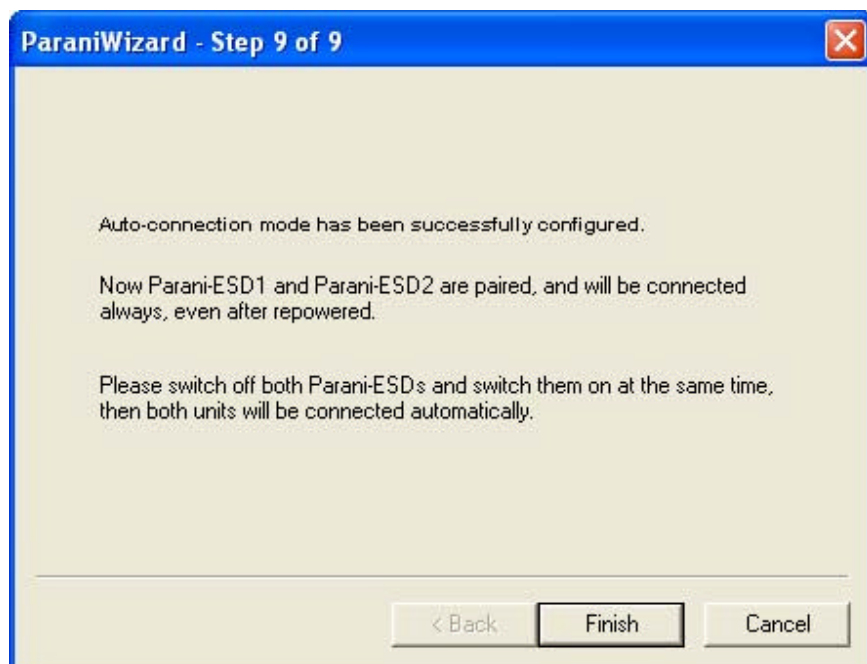 ParaniWizard - Step 9 of 9
Auto-connection mode has been successfully configured.
Now Parani-ESD1 and Parani-ESD2 are paired, and will be connected
always, even after repowered.
Please switch off both Parani-ESDs and switch them on at the same time,
then both units will be connected automatically.
< Back
Finish
Cancel